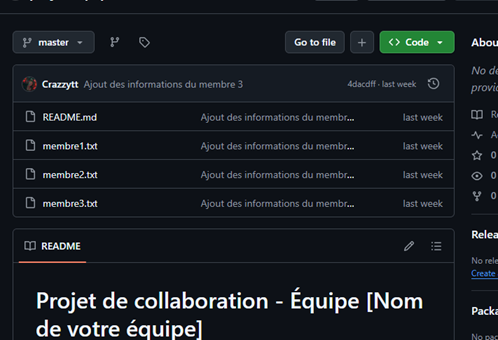 master
Go to file
Code
Abou
Crazzytt Ajout des informations du membre 3
4dacdff · last week
No de
provid
README.md Ajout des informations du membr... last week
membre1.txt Ajout des informations du membr... last week
membre2.txt Ajout des informations du membr... last week
membre3.txt Ajout des informations du membr... last week
Re
A
0
0
0
README
Relea
No rele
Create
Projet de collaboration - Équipe [Nom
de votre équipe]
Packa
No pac